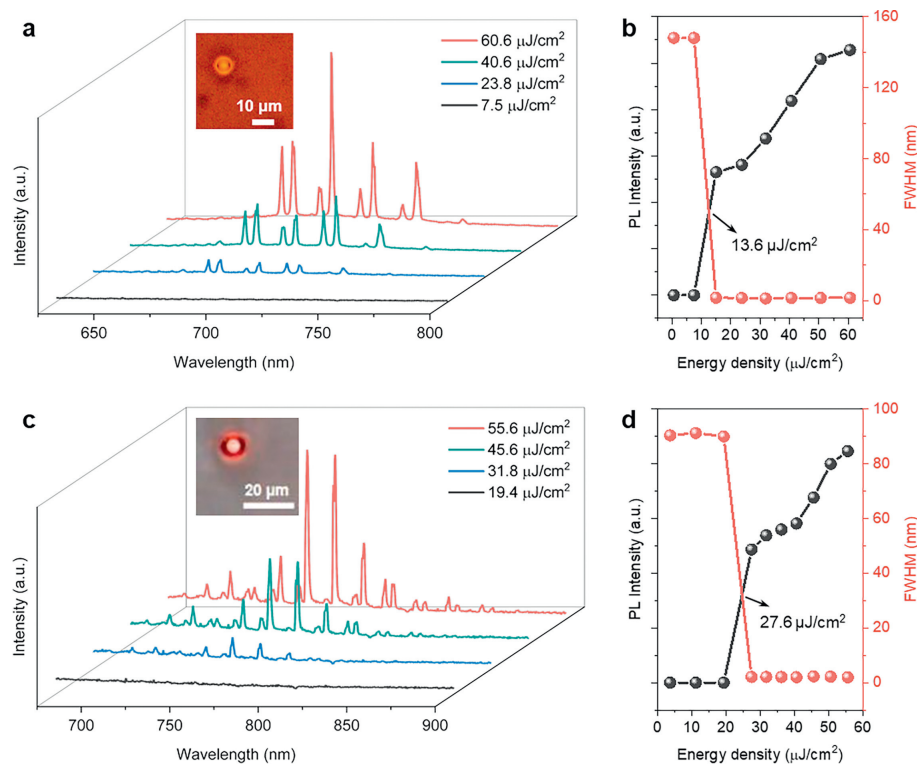 a
60.6 μJ/cm²
40.6 μJ/cm²
23.8 μJ/cm²
7.5 μJ/cm²
10 μm
Intensity (a.u.)
650 700 750 800
Wavelength (nm)
b
PL Intensity (a.u.)
13.6 μJ/cm²
0 10 20 30 40 50 60
Energy density (μJ/cm²)
160
120
80
40
0
FWHM (nm)
c
55.6 μJ/cm²
45.6 μJ/cm²
31.8 μJ/cm²
19.4 μJ/cm²
20 μm
Intensity (a.u.)
700 750 800 850 900
Wavelength (nm)
d
PL Intensity (a.u.)
27.6 μJ/cm²
0 10 20 30 40 50
Energy density (μJ/cm²)
100
80
60
40
20
0
FWHM (nm)